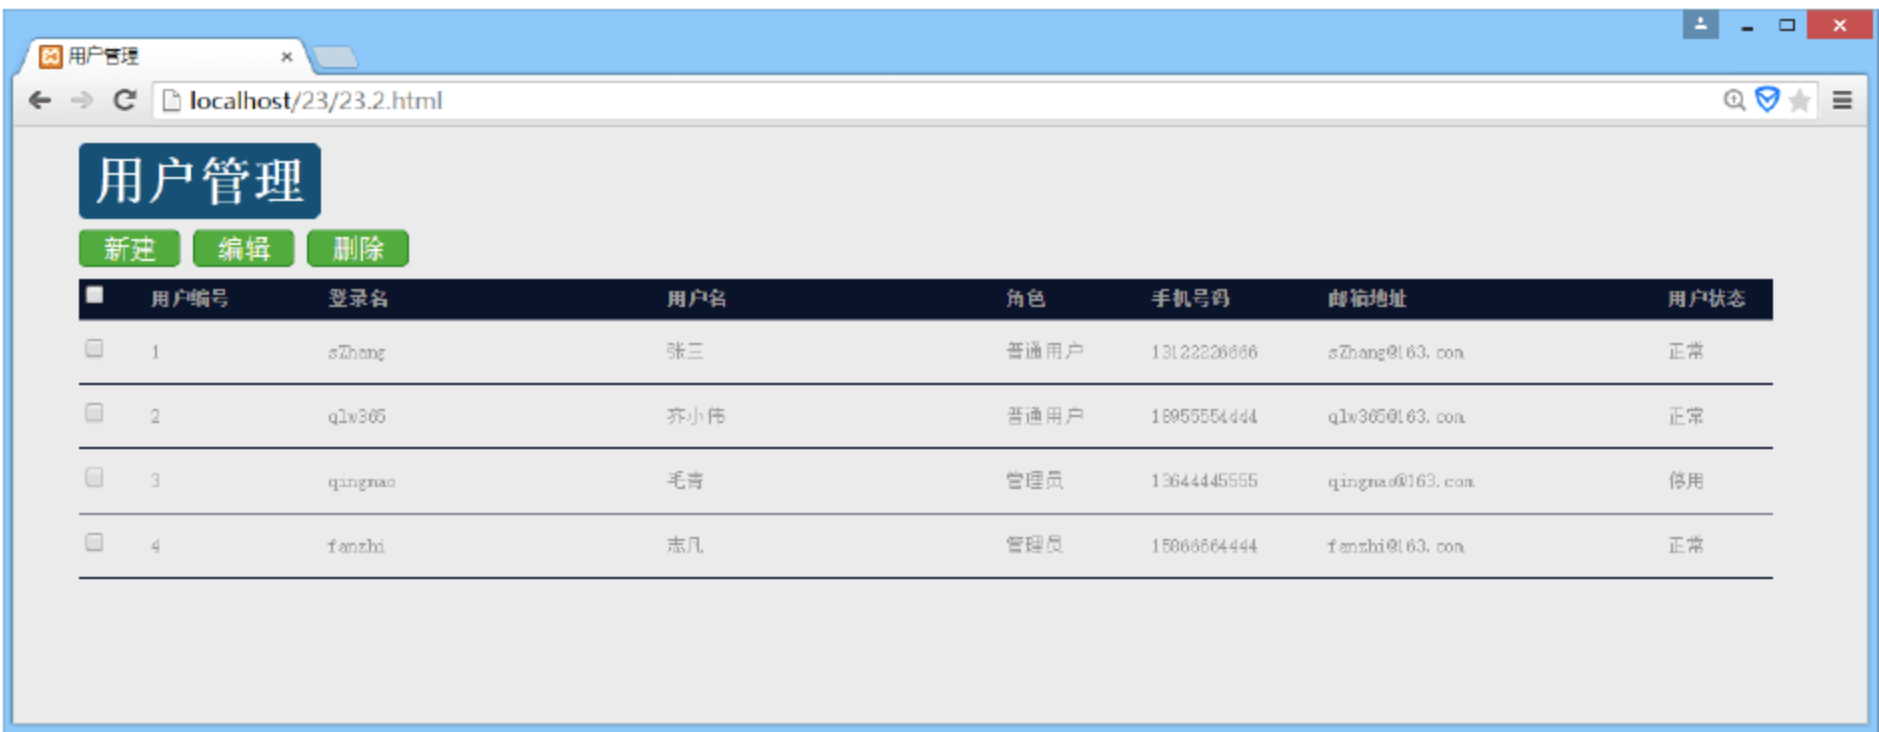 用户管理
localhost/23/23.2.html
用户管理
新建 编辑 删除
用户编号 登录名 用户名 角色 手机号码 邮箱地址 用户状态
1 sZhang 张三 普通用户 13122226666 sZhang@163.com 正常
2 qlw365 乔小伟 普通用户 18955554444 qlw365@163.com 正常
3 qingmao 毛青 管理员 13644445555 qingmao@163.com 停用
4 fanzhi 志凡 管理员 15866664444 fanzhi@163.com 正常